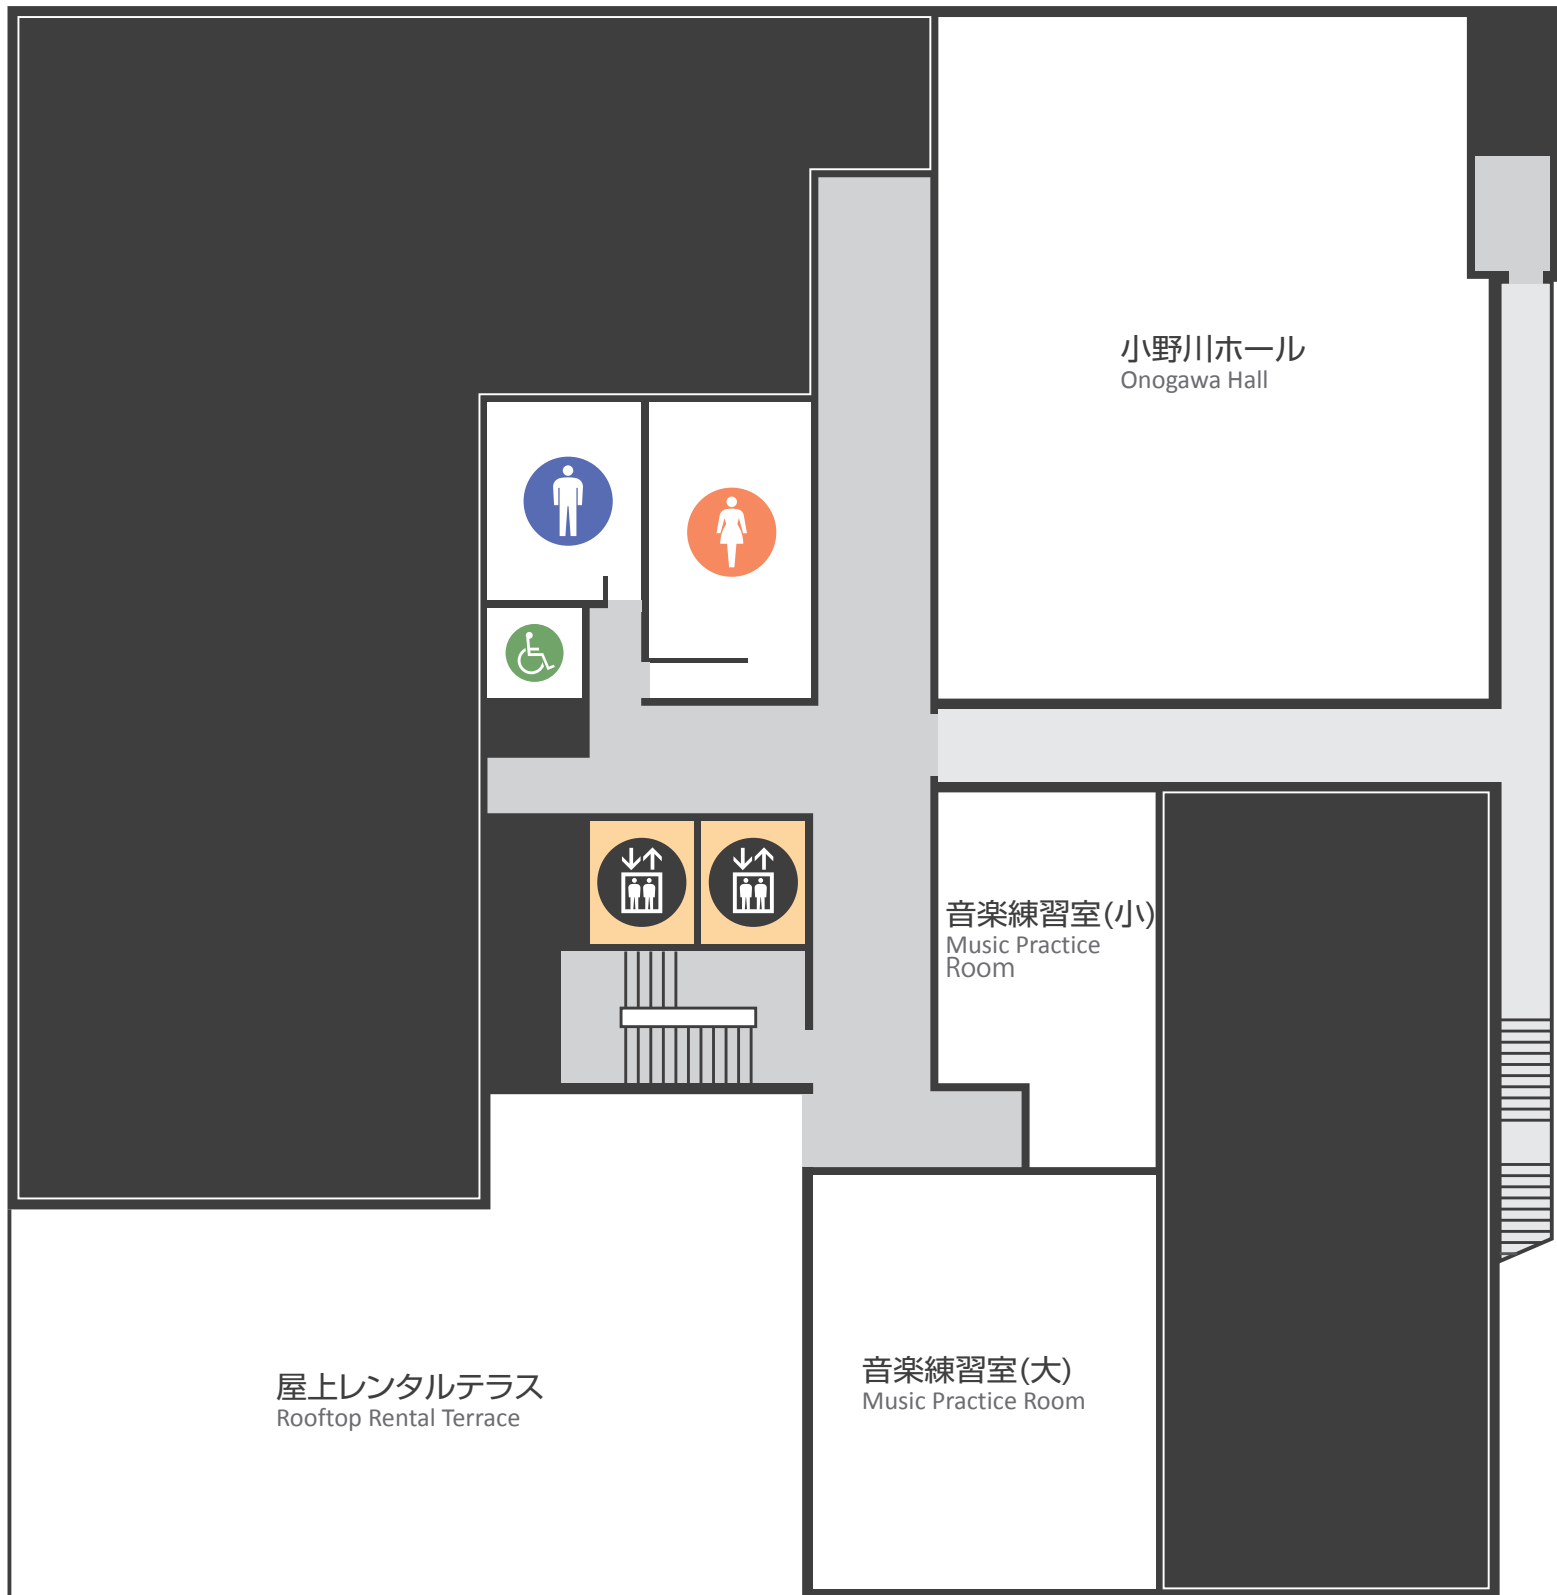 小野川ホール
Onogawa Hall
音楽練習室(小)
Music Practice
Room
屋上レンタルテラス
Rooftop Rental Terrace
音楽練習室(大)
Music Practice Room